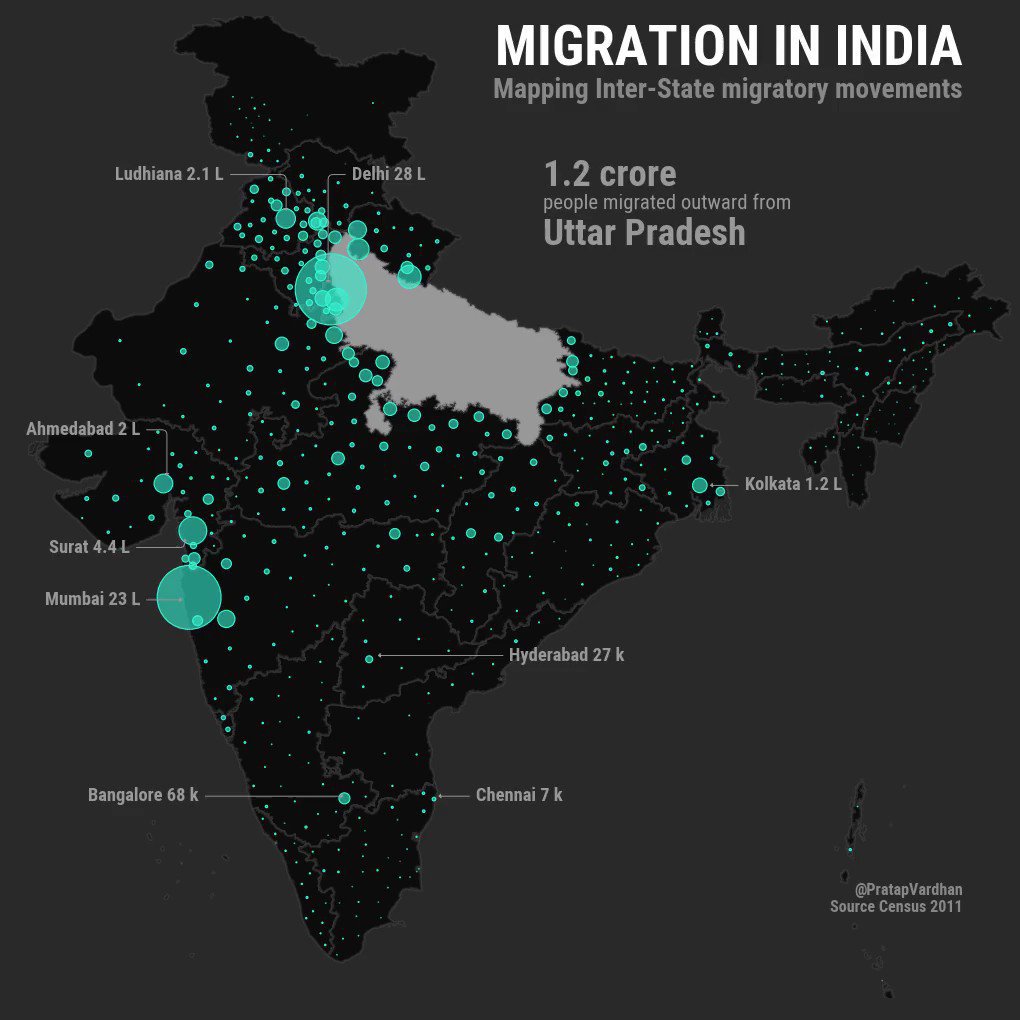 MIGRATION IN INDIA
Mapping Inter-State migratory movements
1.2 crore
people migrated outward from
Uttar Pradesh
Ludhiana 2.1 L
Delhi 28 L
Ahmedabad 2 L
Kolkata 1.2 L
Surat 4.4 L
Mumbai 23 L
Hyderabad 27 k
Bangalore 68 k
Chennai 7 k
@PratapVardhan
Source Census 2011